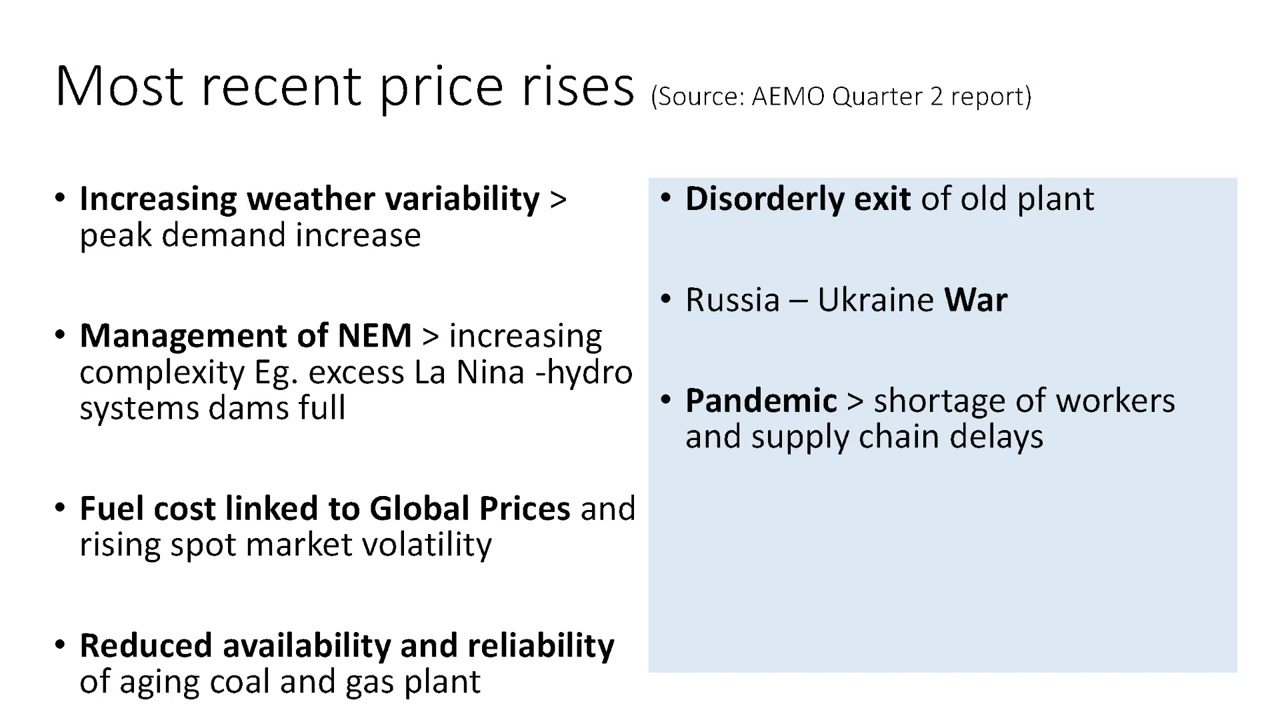 Most recent price rises (Source: AEMO Quarter 2 report)
• Increasing weather variability >
peak demand increase
• Management of NEM > increasing
complexity Eg. excess La Nina -hydro
systems dams full
• Fuel cost linked to Global Prices and
rising spot market volatility
• Reduced availability and reliability
of aging coal and gas plant
• Disorderly exit of old plant
• Russia – Ukraine War
• Pandemic > shortage of workers
and supply chain delays